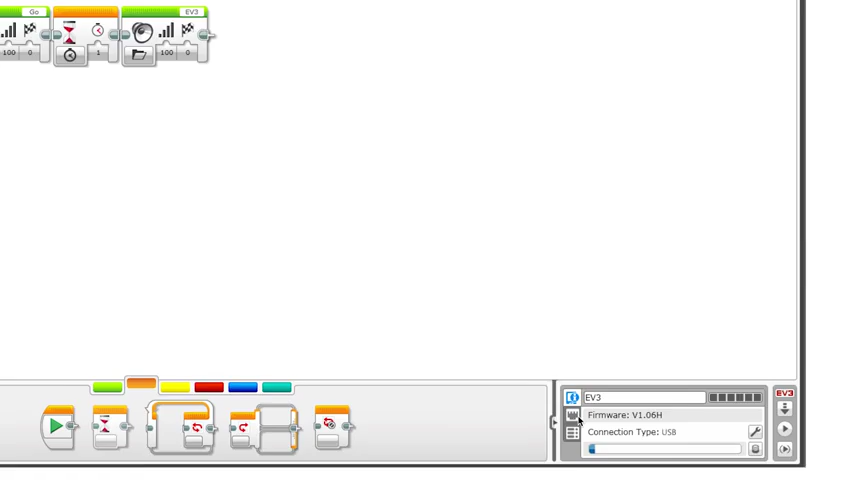 Go
EV3
100 0
1
100 0
EV3
EV3
Firmware: V1.06H
Connection Type: USB